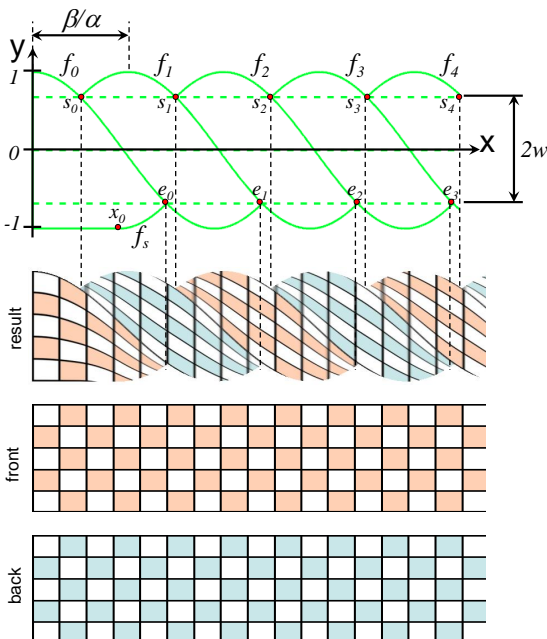 β/α
y
1
f0 f1 f2 f3 f4
s0 s1 s2 s3 s4
x
0
2w
e0 e1 e2 e3
x0
-1
fs
result
front
back